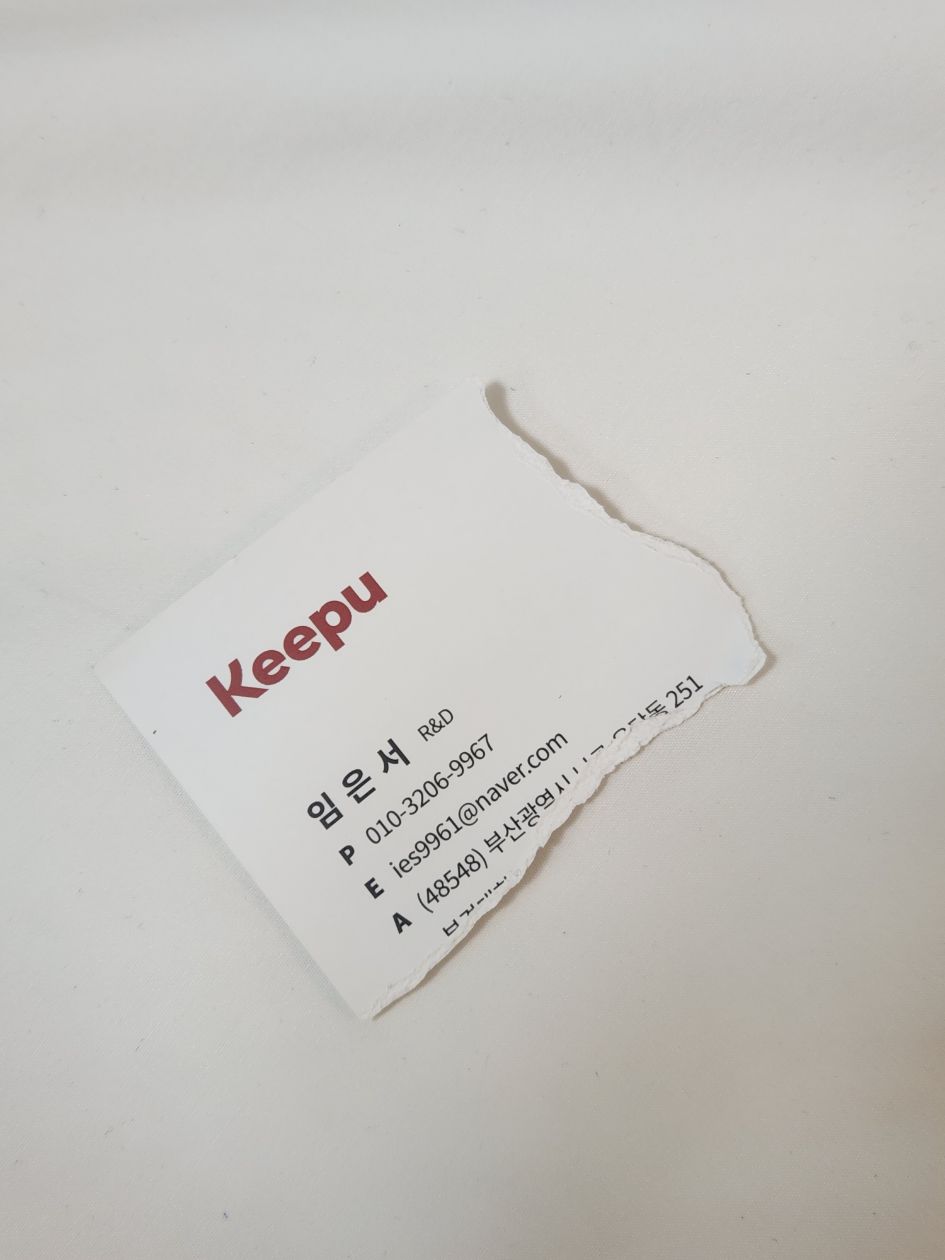 Keepu
임은서 R&D
P 010-3206-9967
E ies9961@naver.com
A (48548) 부산광역시 251